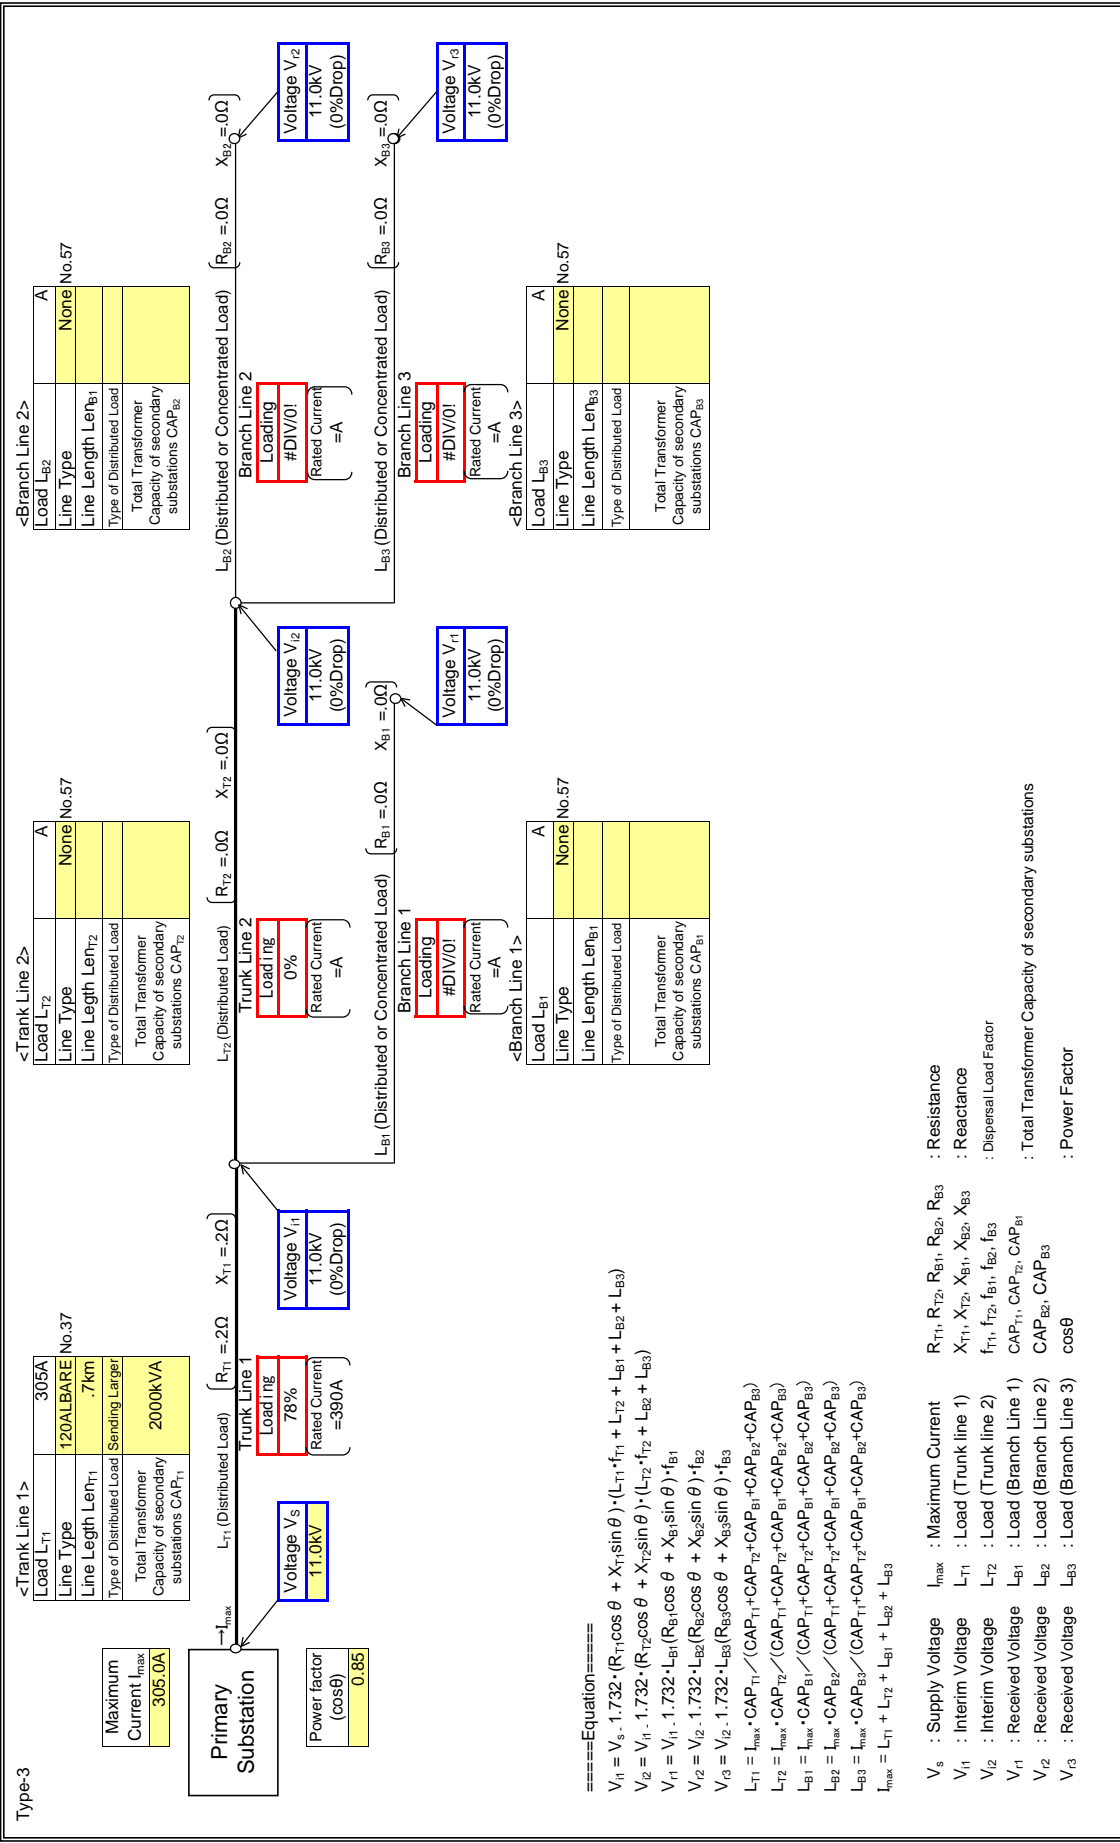 Type-3
Maximum
Current Imax
305.0A
Primary
Substation
Power factor
(cosθ)
0.85
→Imax
Voltage Vs
11.0kV
<Trank Line 1>
Load LT1 305A
Line Type 120ALBARE No.37
Line Legth LenT1 .7km
Type of Distributed Load Sending Larger
Total Transformer
Capacity of secondary
substations CAPT1
2000kVA
LT1 (Distributed Load) RT1 =.2Ω XT1 =.2Ω
Trunk Line 1
Loading
78%
Rated Current
=390A
Voltage Vi1
11.0kV
(0%Drop)
<Trank Line 2>
Load LT2 A
Line Type None No.57
Line Legth LenT2
Type of Distributed Load
Total Transformer
Capacity of secondary
substations CAPT2
LT2 (Distributed Load) RT2 =.0Ω XT2 =.0Ω
Trunk Line 2
Loading
0%
Rated Current
=A
Voltage Vi2
11.0kV
(0%Drop)
LB1 (Distributed or Concentrated Load) RB1 =.0Ω XB1 =.0Ω
Branch Line 1
Loading
#DIV/0!
Rated Current
=A
Voltage Vr1
11.0kV
(0%Drop)
<Branch Line 1>
Load LB1 A
Line Type None No.57
Line Length LenB1
Type of Distributed Load
Total Transformer
Capacity of secondary
substations CAPB1
<Branch Line 2>
Load LB2 A
Line Type None No.57
Line Length LenB1
Type of Distributed Load
Total Transformer
Capacity of secondary
substations CAPB2
LB2 (Distributed or Concentrated Load) RB2 =.0Ω XB2 =.0Ω
Branch Line 2
Loading
#DIV/0!
Rated Current
=A
Voltage Vr2
11.0kV
(0%Drop)
LB3 (Distributed or Concentrated Load) RB3 =.0Ω XB3 =.0Ω
Branch Line 3
Loading
#DIV/0!
Rated Current
=A
Voltage Vr3
11.0kV
(0%Drop)
<Branch Line 3>
Load LB3 A
Line Type None No.57
Line Length LenB3
Type of Distributed Load
Total Transformer
Capacity of secondary
substations CAPB3
=====Equation=====
Vi1 = Vs - 1.732・(RT1cos θ + XT1sin θ)・(LT1・fT1 + LT2 + LB1 + LB2 + LB3)
Vi2 = Vi1 - 1.732・(RT2cos θ + XT2sin θ)・(LT2・fT2 + LB2 + LB3)
Vr1 = Vi1 - 1.732・LB1(RB1cos θ + XB1sin θ)・fB1
Vr2 = Vi2 - 1.732・LB2(RB2cos θ + XB2sin θ)・fB2
Vr3 = Vi2 - 1.732・LB3(RB3cos θ + XB3sin θ)・fB3
LT1 = Imax・CAPT1／(CAPT1+CAPT2+CAPB1+CAPB2+CAPB3)
LT2 = Imax・CAPT2／(CAPT1+CAPT2+CAPB1+CAPB2+CAPB3)
LB1 = Imax・CAPB1／(CAPT1+CAPT2+CAPB1+CAPB2+CAPB3)
LB2 = Imax・CAPB2／(CAPT1+CAPT2+CAPB1+CAPB2+CAPB3)
LB3 = Imax・CAPB3／(CAPT1+CAPT2+CAPB1+CAPB2+CAPB3)
Imax = LT1 + LT2 + LB1 + LB2 + LB3
Vs : Supply Voltage Imax : Maximum Current RT1, RT2, RB1, RB2, RB3 : Resistance
Vi1 : Interim Voltage LT1 : Load (Trunk line 1) XT1, XT2, XB1, XB2, XB3 : Reactance
Vi2 : Interim Voltage LT2 : Load (Trunk line 2) fT1, fT2, fB1, fB2, fB3 : Dispersal Load Factor
Vr1 : Received Voltage LB1 : Load (Branch Line 1) CAPT1, CAPT2, CAPB1
Vr2 : Received Voltage LB2 : Load (Branch Line 2) CAPB2, CAPB3 : Total Transformer Capacity of secondary substations
Vr3 : Received Voltage LB3 : Load (Branch Line 3) cosθ : Power Factor